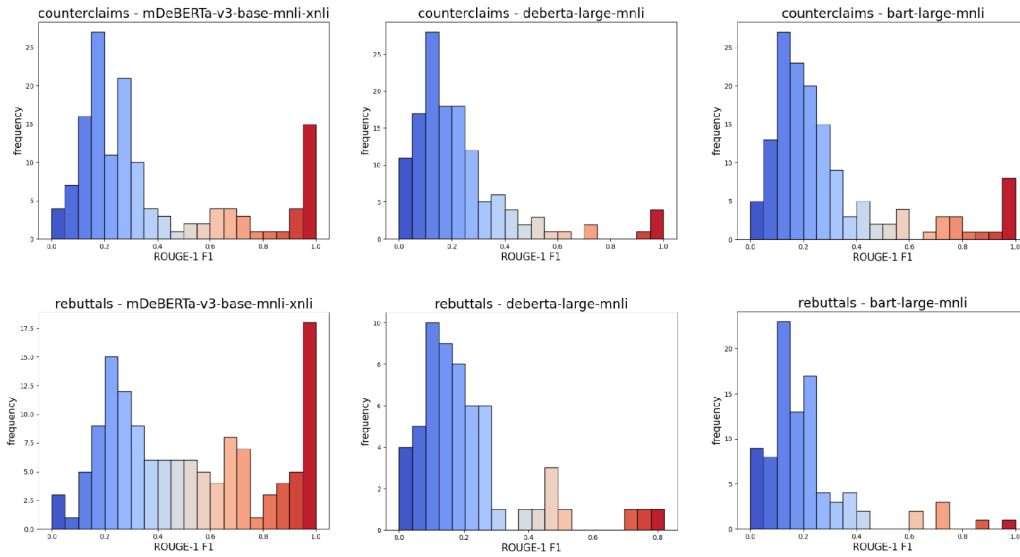 counterclaims - mDeBERTa-v3-base-mnli-xnli
frequency
25
20
15
10
5
0
0.0 0.2 0.4 0.6 0.8 1.0
ROUGE-1 F1
counterclaims - deberta-large-mnli
frequency
25
20
15
10
5
0
0.0 0.2 0.4 0.6 0.8 1.0
ROUGE-1 F1
counterclaims - bart-large-mnli
frequency
25
20
15
10
5
0
0.0 0.2 0.4 0.6 0.8 1.0
ROUGE-1 F1
rebuttals - mDeBERTa-v3-base-mnli-xnli
frequency
17.5
15.0
12.5
10.0
7.5
5.0
2.5
0.0
0.0 0.2 0.4 0.6 0.8 1.0
ROUGE-1 F1
rebuttals - deberta-large-mnli
frequency
10
8
6
4
2
0
0.0 0.2 0.4 0.6 0.8
ROUGE-1 F1
rebuttals - bart-large-mnli
frequency
20
15
10
5
0
0.0 0.2 0.4 0.6 0.8 1.0
ROUGE-1 F1